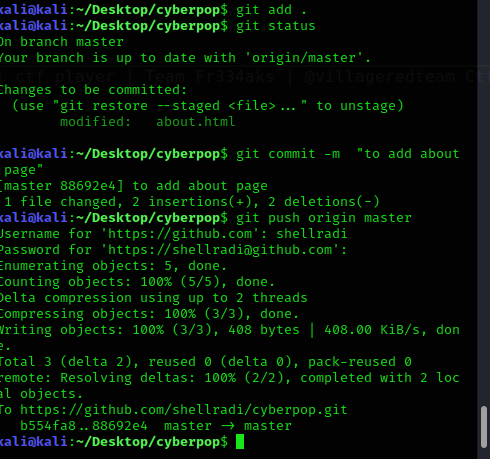 kali@kali:~/Desktop/cyberpop$ git add .
kali@kali:~/Desktop/cyberpop$ git status
On branch master
Your branch is up to date with 'origin/master'.
ctf player | Team Fr334aks | @villageredteam
Changes to be committed:
(use "git restore --staged <file>..." to unstage)
modified: about.html
kali@kali:~/Desktop/cyberpop$ git commit -m "to add about
page"
[master 88692e4] to add about page
1 file changed, 2 insertions(+), 2 deletions(-)
kali@kali:~/Desktop/cyberpop$ git push origin master
Username for 'https://github.com': shellradi
Password for 'https://shellradi@github.com':
Enumerating objects: 5, done.
Counting objects: 100% (5/5), done.
Delta compression using up to 2 threads
Compressing objects: 100% (3/3), done.
Writing objects: 100% (3/3), 408 bytes | 408.00 KiB/s, don
e.
Total 3 (delta 2), reused 0 (delta 0), pack-reused 0
remote: Resolving deltas: 100% (2/2), completed with 2 loc
al objects.
To https://github.com/shellradi/cyberpop.git
b554fa8..88692e4 master -> master
kali@kali:~/Desktop/cyberpop$